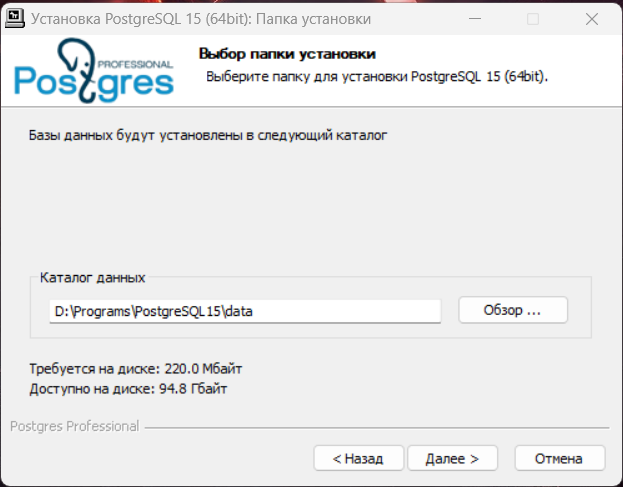 Установка PostgreSQL 15 (64bit): Папка установки
PROFESSIONAL
Postgres
Выбор папки установки
Выберите папку для установки PostgreSQL 15 (64bit).
Базы данных будут установлены в следующий каталог
Каталог данных
D:\Programs\PostgreSQL15\data
Обзор ...
Требуется на диске: 220.0 Мбайт
Доступно на диске: 94.8 Гбайт
Postgres Professional
< Назад
Далее >
Отмена